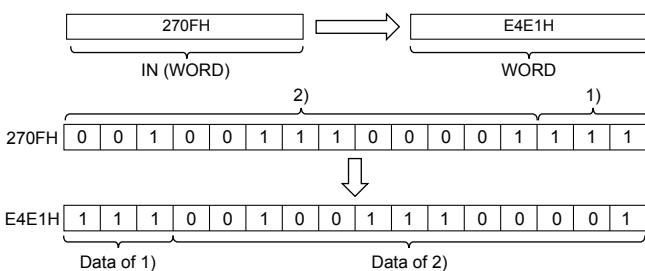 270FH E4E1H
IN (WORD) WORD
2) 1)
270FH 0 0 1 0 0 1 1 1 0 0 0 0 1 1 1 1
E4E1H 1 1 1 0 0 1 0 0 1 1 1 0 0 0 0 1
Data of 1) Data of 2)